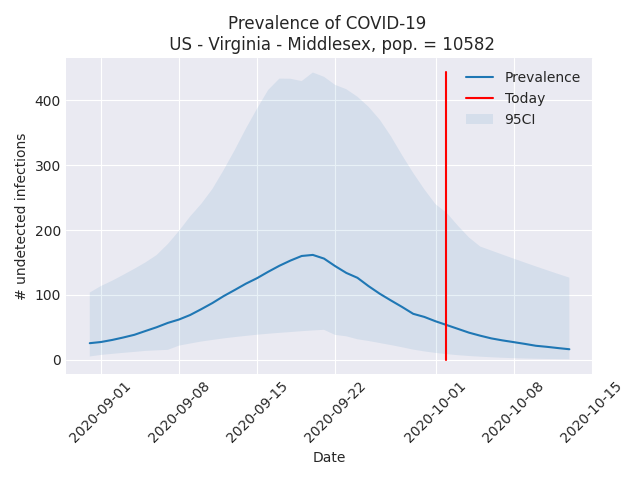 Prevalence of COVID-19
US - Virginia - Middlesex, pop. = 10582
Prevalence
Today
95CI
# undetected infections
400
300
200
100
0
2020-09-01
2020-09-08
2020-09-15
2020-09-22
2020-10-01
2020-10-08
2020-10-15
Date